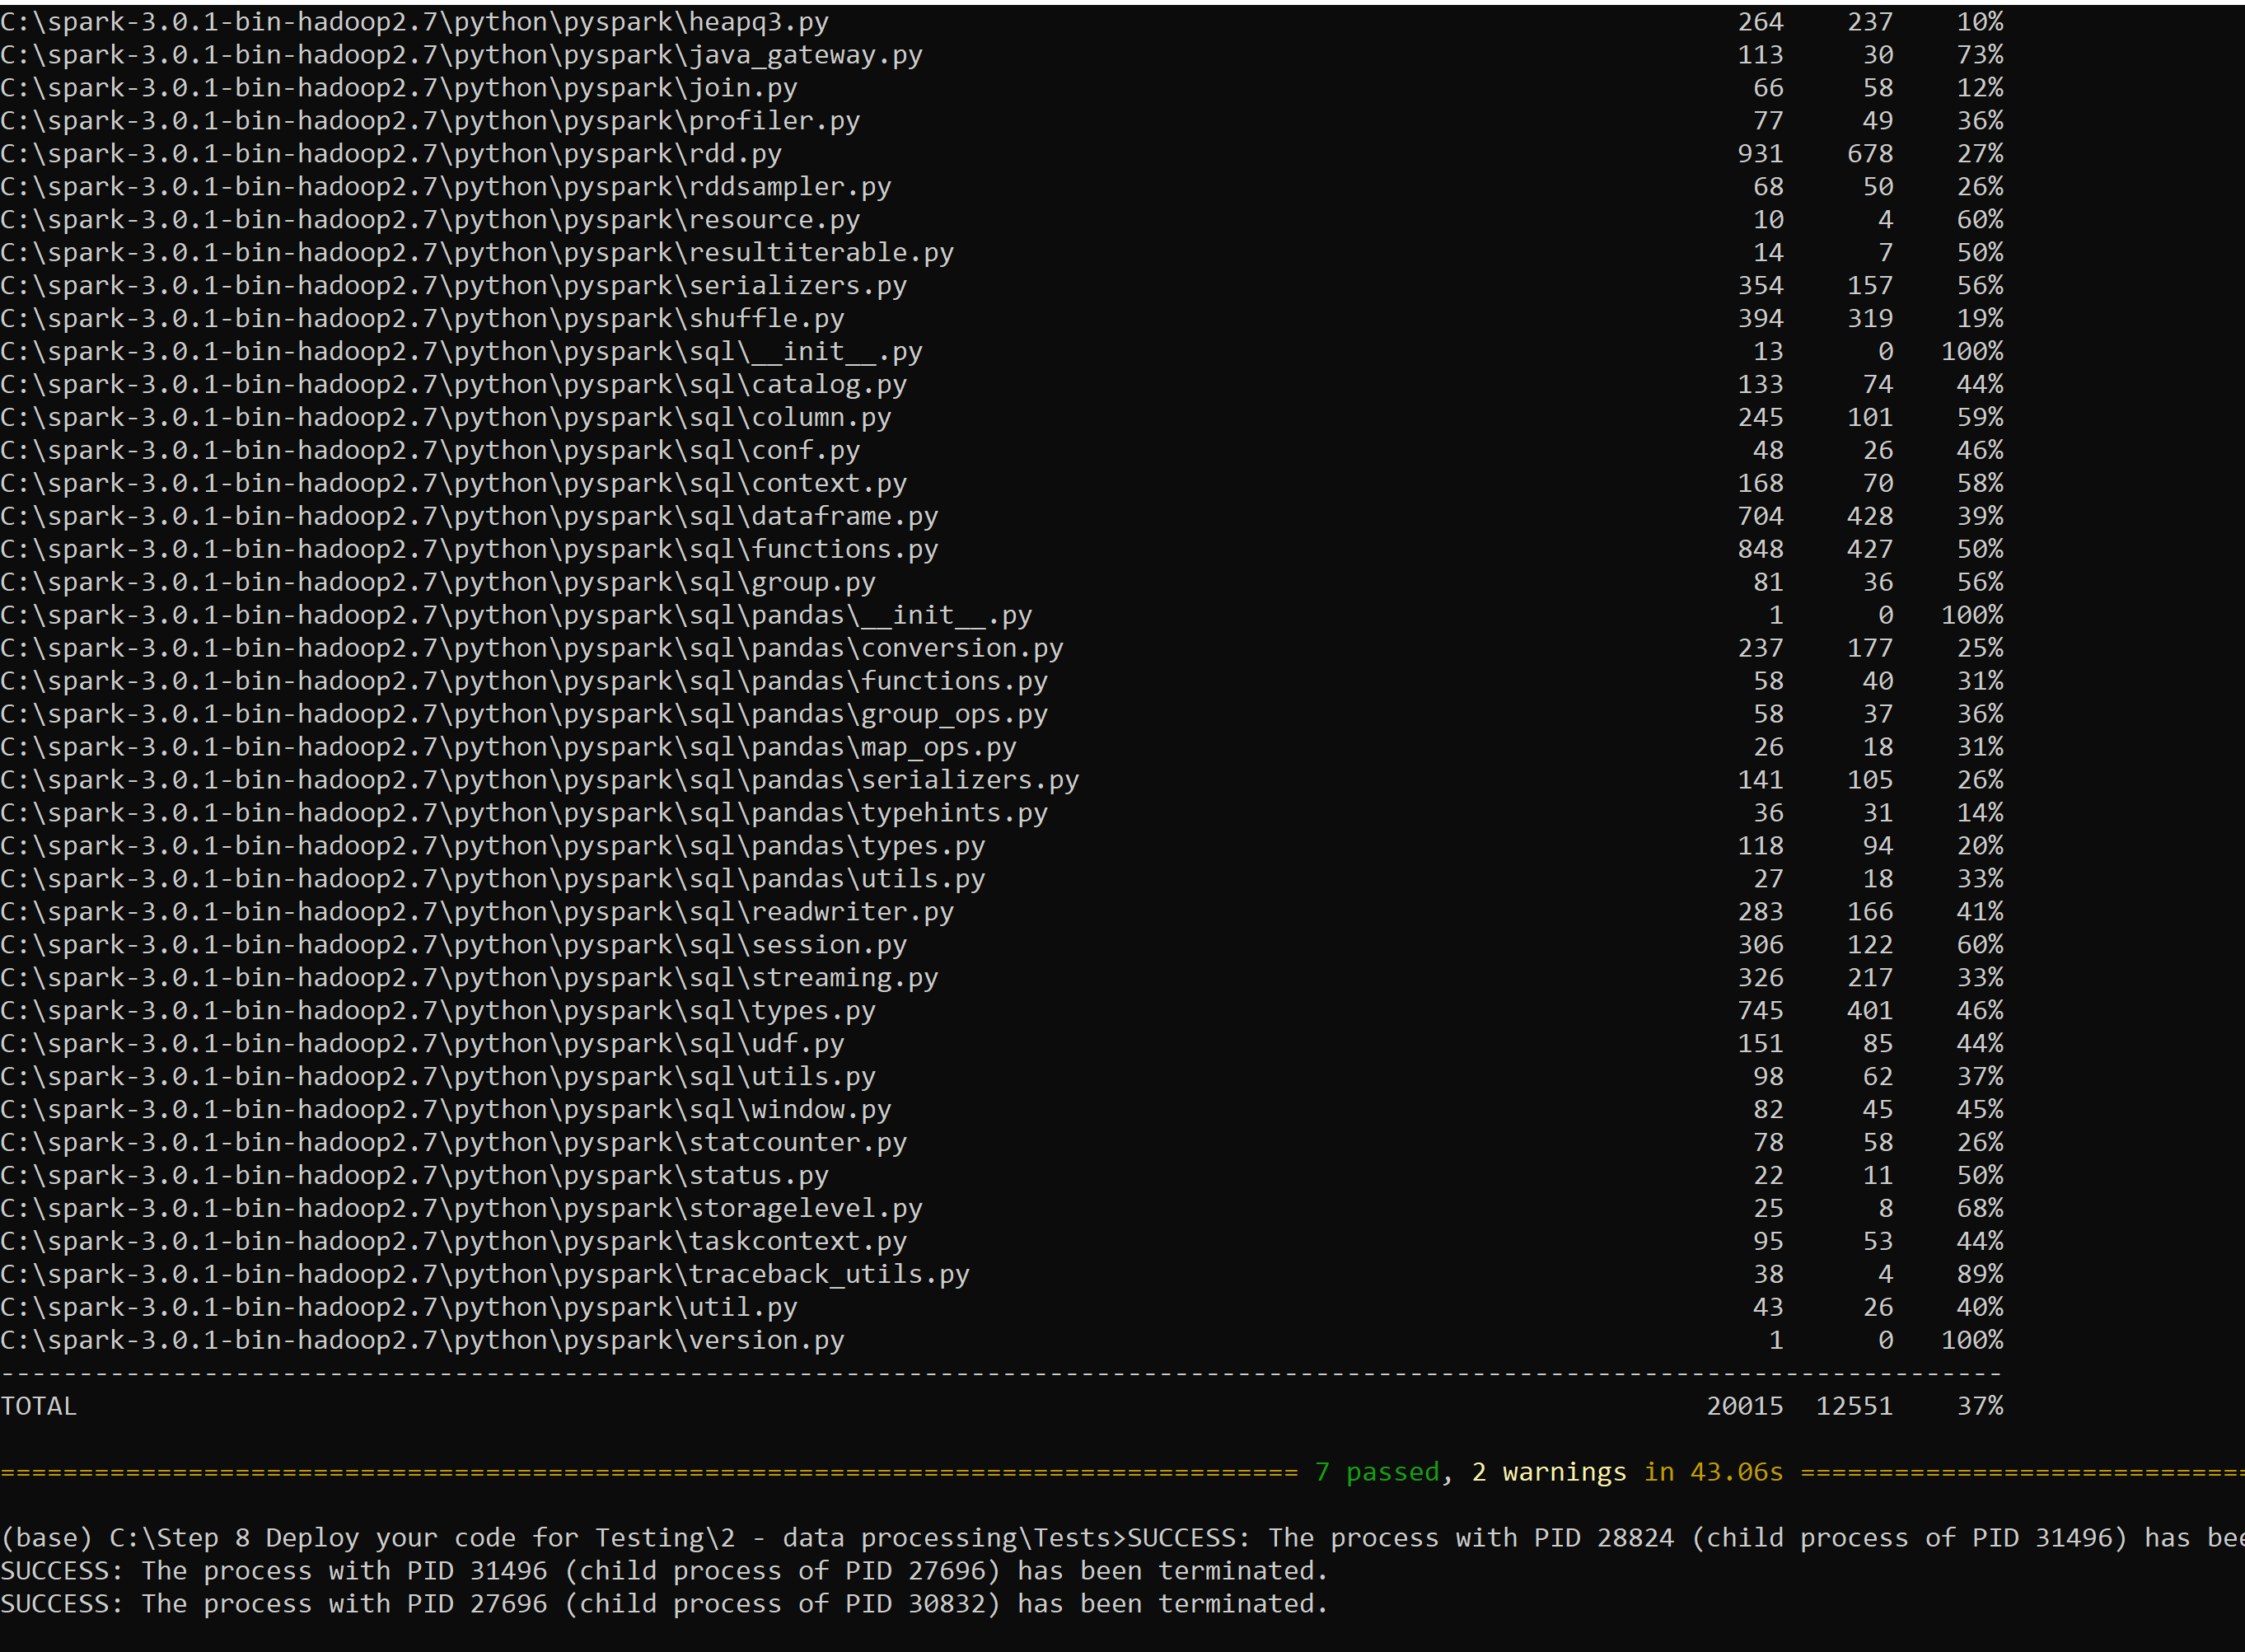 C:\spark-3.0.1-bin-hadoop2.7\python\pyspark\heapq3.py 264 237 10%
C:\spark-3.0.1-bin-hadoop2.7\python\pyspark\java_gateway.py 113 30 73%
C:\spark-3.0.1-bin-hadoop2.7\python\pyspark\join.py 66 58 12%
C:\spark-3.0.1-bin-hadoop2.7\python\pyspark\profiler.py 77 49 36%
C:\spark-3.0.1-bin-hadoop2.7\python\pyspark\rdd.py 931 678 27%
C:\spark-3.0.1-bin-hadoop2.7\python\pyspark\rddsampler.py 68 50 26%
C:\spark-3.0.1-bin-hadoop2.7\python\pyspark\resource.py 10 4 60%
C:\spark-3.0.1-bin-hadoop2.7\python\pyspark\resultiterable.py 14 7 50%
C:\spark-3.0.1-bin-hadoop2.7\python\pyspark\serializers.py 354 157 56%
C:\spark-3.0.1-bin-hadoop2.7\python\pyspark\shuffle.py 394 319 19%
C:\spark-3.0.1-bin-hadoop2.7\python\pyspark\sql\__init__.py 13 0 100%
C:\spark-3.0.1-bin-hadoop2.7\python\pyspark\sql\catalog.py 133 74 44%
C:\spark-3.0.1-bin-hadoop2.7\python\pyspark\sql\column.py 245 101 59%
C:\spark-3.0.1-bin-hadoop2.7\python\pyspark\sql\conf.py 48 26 46%
C:\spark-3.0.1-bin-hadoop2.7\python\pyspark\sql\context.py 168 70 58%
C:\spark-3.0.1-bin-hadoop2.7\python\pyspark\sql\dataframe.py 704 428 39%
C:\spark-3.0.1-bin-hadoop2.7\python\pyspark\sql\functions.py 848 427 50%
C:\spark-3.0.1-bin-hadoop2.7\python\pyspark\sql\group.py 81 36 56%
C:\spark-3.0.1-bin-hadoop2.7\python\pyspark\sql\pandas\__init__.py 1 0 100%
C:\spark-3.0.1-bin-hadoop2.7\python\pyspark\sql\pandas\conversion.py 237 177 25%
C:\spark-3.0.1-bin-hadoop2.7\python\pyspark\sql\pandas\functions.py 58 40 31%
C:\spark-3.0.1-bin-hadoop2.7\python\pyspark\sql\pandas\group_ops.py 58 37 36%
C:\spark-3.0.1-bin-hadoop2.7\python\pyspark\sql\pandas\map_ops.py 26 18 31%
C:\spark-3.0.1-bin-hadoop2.7\python\pyspark\sql\pandas\serializers.py 141 105 26%
C:\spark-3.0.1-bin-hadoop2.7\python\pyspark\sql\pandas\typehints.py 36 31 14%
C:\spark-3.0.1-bin-hadoop2.7\python\pyspark\sql\pandas\types.py 118 94 20%
C:\spark-3.0.1-bin-hadoop2.7\python\pyspark\sql\pandas\utils.py 27 18 33%
C:\spark-3.0.1-bin-hadoop2.7\python\pyspark\sql\readwriter.py 283 166 41%
C:\spark-3.0.1-bin-hadoop2.7\python\pyspark\sql\session.py 306 122 60%
C:\spark-3.0.1-bin-hadoop2.7\python\pyspark\sql\streaming.py 326 217 33%
C:\spark-3.0.1-bin-hadoop2.7\python\pyspark\sql\types.py 745 401 46%
C:\spark-3.0.1-bin-hadoop2.7\python\pyspark\sql\udf.py 151 85 44%
C:\spark-3.0.1-bin-hadoop2.7\python\pyspark\sql\utils.py 98 62 37%
C:\spark-3.0.1-bin-hadoop2.7\python\pyspark\sql\window.py 82 45 45%
C:\spark-3.0.1-bin-hadoop2.7\python\pyspark\statcounter.py 78 58 26%
C:\spark-3.0.1-bin-hadoop2.7\python\pyspark\status.py 22 11 50%
C:\spark-3.0.1-bin-hadoop2.7\python\pyspark\storagelevel.py 25 8 68%
C:\spark-3.0.1-bin-hadoop2.7\python\pyspark\taskcontext.py 95 53 44%
C:\spark-3.0.1-bin-hadoop2.7\python\pyspark\traceback_utils.py 38 4 89%
C:\spark-3.0.1-bin-hadoop2.7\python\pyspark\util.py 43 26 40%
C:\spark-3.0.1-bin-hadoop2.7\python\pyspark\version.py 1 0 100%
--------------------------------------------------------------------------------------------------------------------------------
TOTAL 20015 12551 37%
=================================================================================== 7 passed, 2 warnings in 43.06s =============================
(base) C:\Step 8 Deploy your code for Testing\2 - data processing\Tests>SUCCESS: The process with PID 28824 (child process of PID 31496) has bee
SUCCESS: The process with PID 31496 (child process of PID 27696) has been terminated.
SUCCESS: The process with PID 27696 (child process of PID 30832) has been terminated.